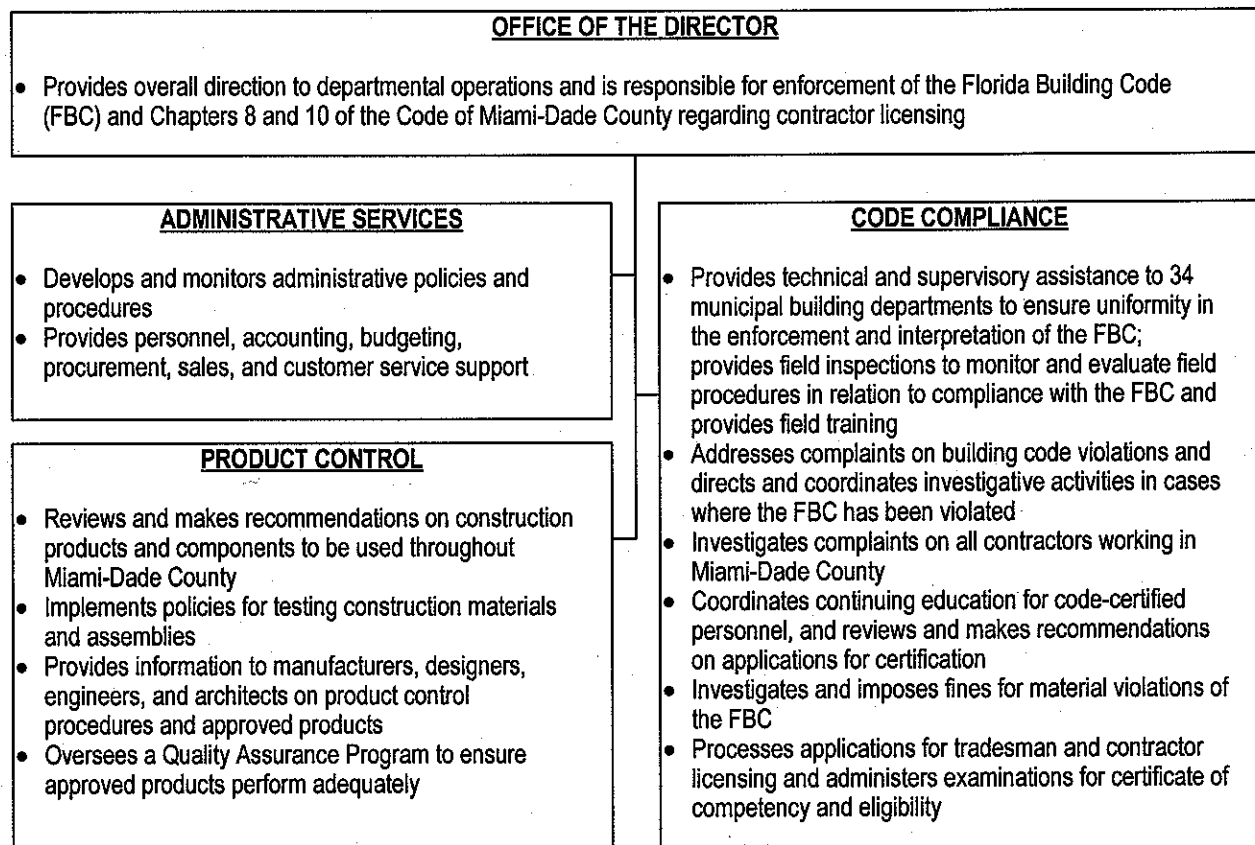 OFFICE OF THE DIRECTOR
• Provides overall direction to departmental operations and is responsible for enforcement of the Florida Building Code
(FBC) and Chapters 8 and 10 of the Code of Miami-Dade County regarding contractor licensing
ADMINISTRATIVE SERVICES
• Develops and monitors administrative policies and
procedures
• Provides personnel, accounting, budgeting,
procurement, sales, and customer service support
PRODUCT CONTROL
• Reviews and makes recommendations on construction
products and components to be used throughout
Miami-Dade County
• Implements policies for testing construction materials
and assemblies
• Provides information to manufacturers, designers,
engineers, and architects on product control
procedures and approved products
• Oversees a Quality Assurance Program to ensure
approved products perform adequately
CODE COMPLIANCE
• Provides technical and supervisory assistance to 34
municipal building departments to ensure uniformity in
the enforcement and interpretation of the FBC;
provides field inspections to monitor and evaluate field
procedures in relation to compliance with the FBC and
provides field training
• Addresses complaints on building code violations and
directs and coordinates investigative activities in cases
where the FBC has been violated
• Investigates complaints on all contractors working in
Miami-Dade County
• Coordinates continuing education for code-certified
personnel, and reviews and makes recommendations
on applications for certification
• Investigates and imposes fines for material violations of
the FBC
• Processes applications for tradesman and contractor
licensing and administers examinations for certificate of
competency and eligibility